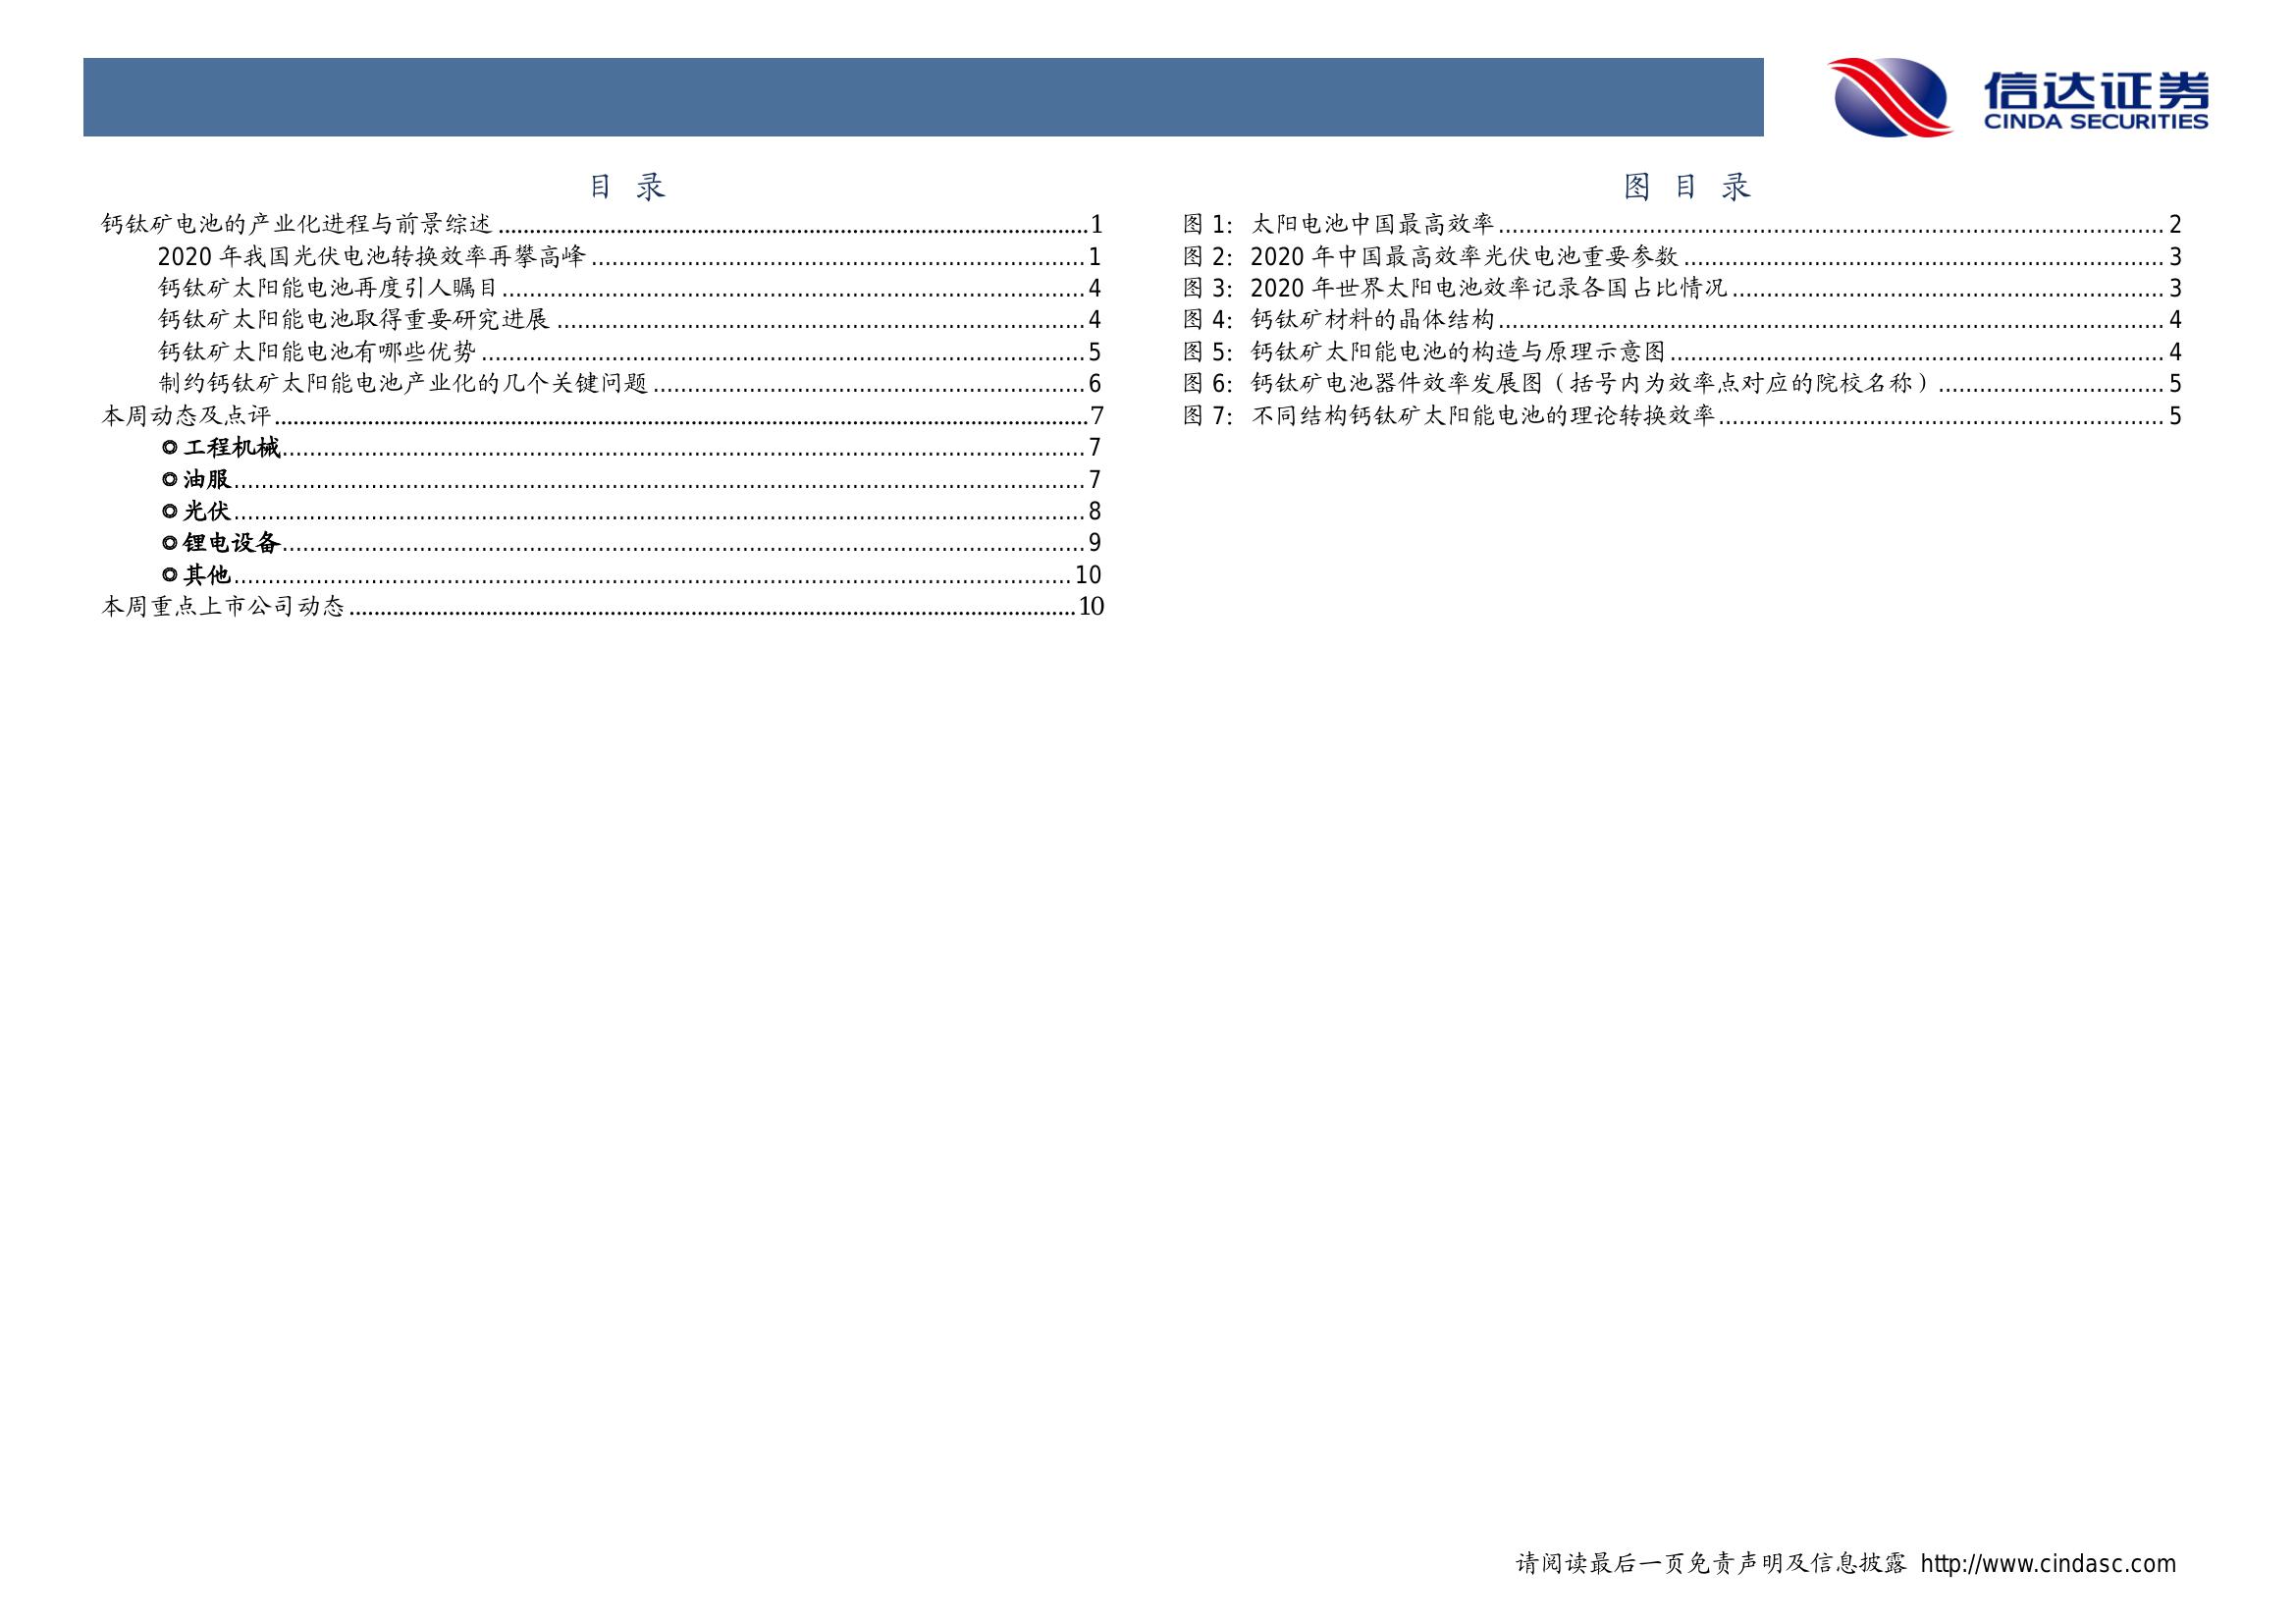 信达证券
CINDA SECURITIES
目 录
钙钛矿电池的产业化进程与前景综述 1
2020 年我国光伏电池转换效率再攀高峰 1
钙钛矿太阳能电池再度引人瞩目 4
钙钛矿太阳能电池取得重要研究进展 4
钙钛矿太阳能电池有哪些优势 5
制约钙钛矿太阳能电池产业化的几个关键问题 6
本周动态及点评 7
◎工程机械 7
◎油服 7
◎光伏 8
◎锂电设备 9
◎其他 10
本周重点上市公司动态 10
图 目 录
图 1: 太阳电池中国最高效率 2
图 2: 2020 年中国最高效率光伏电池重要参数 3
图 3: 2020 年世界太阳电池效率记录各国占比情况 3
图 4: 钙钛矿材料的晶体结构 4
图 5: 钙钛矿太阳能电池的构造与原理示意图 4
图 6: 钙钛矿电池器件效率发展图（括号内为效率点对应的院校名称） 5
图 7: 不同结构钙钛矿太阳能电池的理论转换效率 5
请阅读最后一页免责声明及信息披露 http://www.cindasc.com